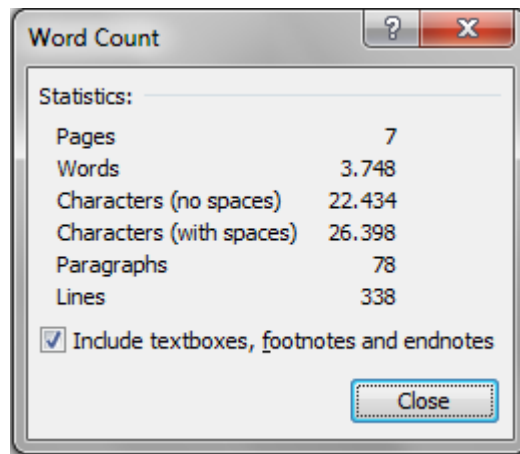 Word Count
Statistics:
Pages 7
Words 3.748
Characters (no spaces) 22.434
Characters (with spaces) 26.398
Paragraphs 78
Lines 338
Include textboxes, footnotes and endnotes
Close